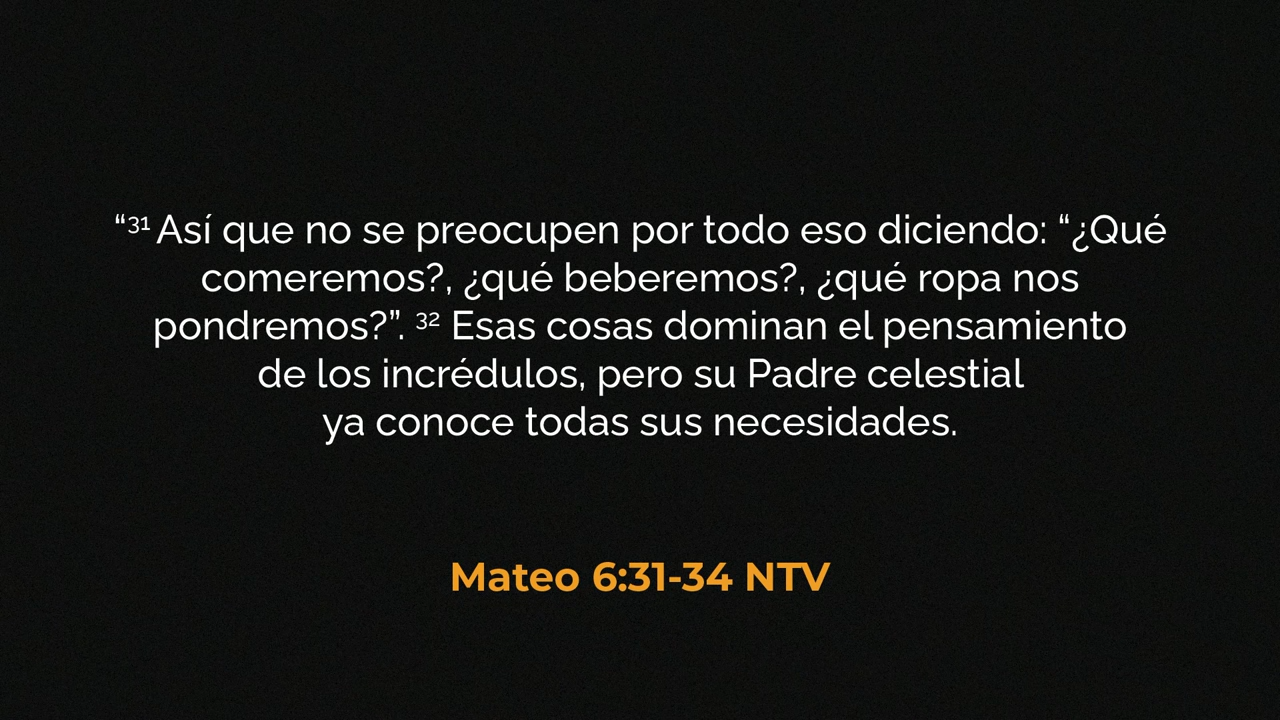 “³¹ Así que no se preocupen por todo eso diciendo: “¿Qué
comeremos?, ¿qué beberemos?, ¿qué ropa nos
pondremos?”. ³² Esas cosas dominan el pensamiento
de los incrédulos, pero su Padre celestial
ya conoce todas sus necesidades.
Mateo 6:31-34 NTV